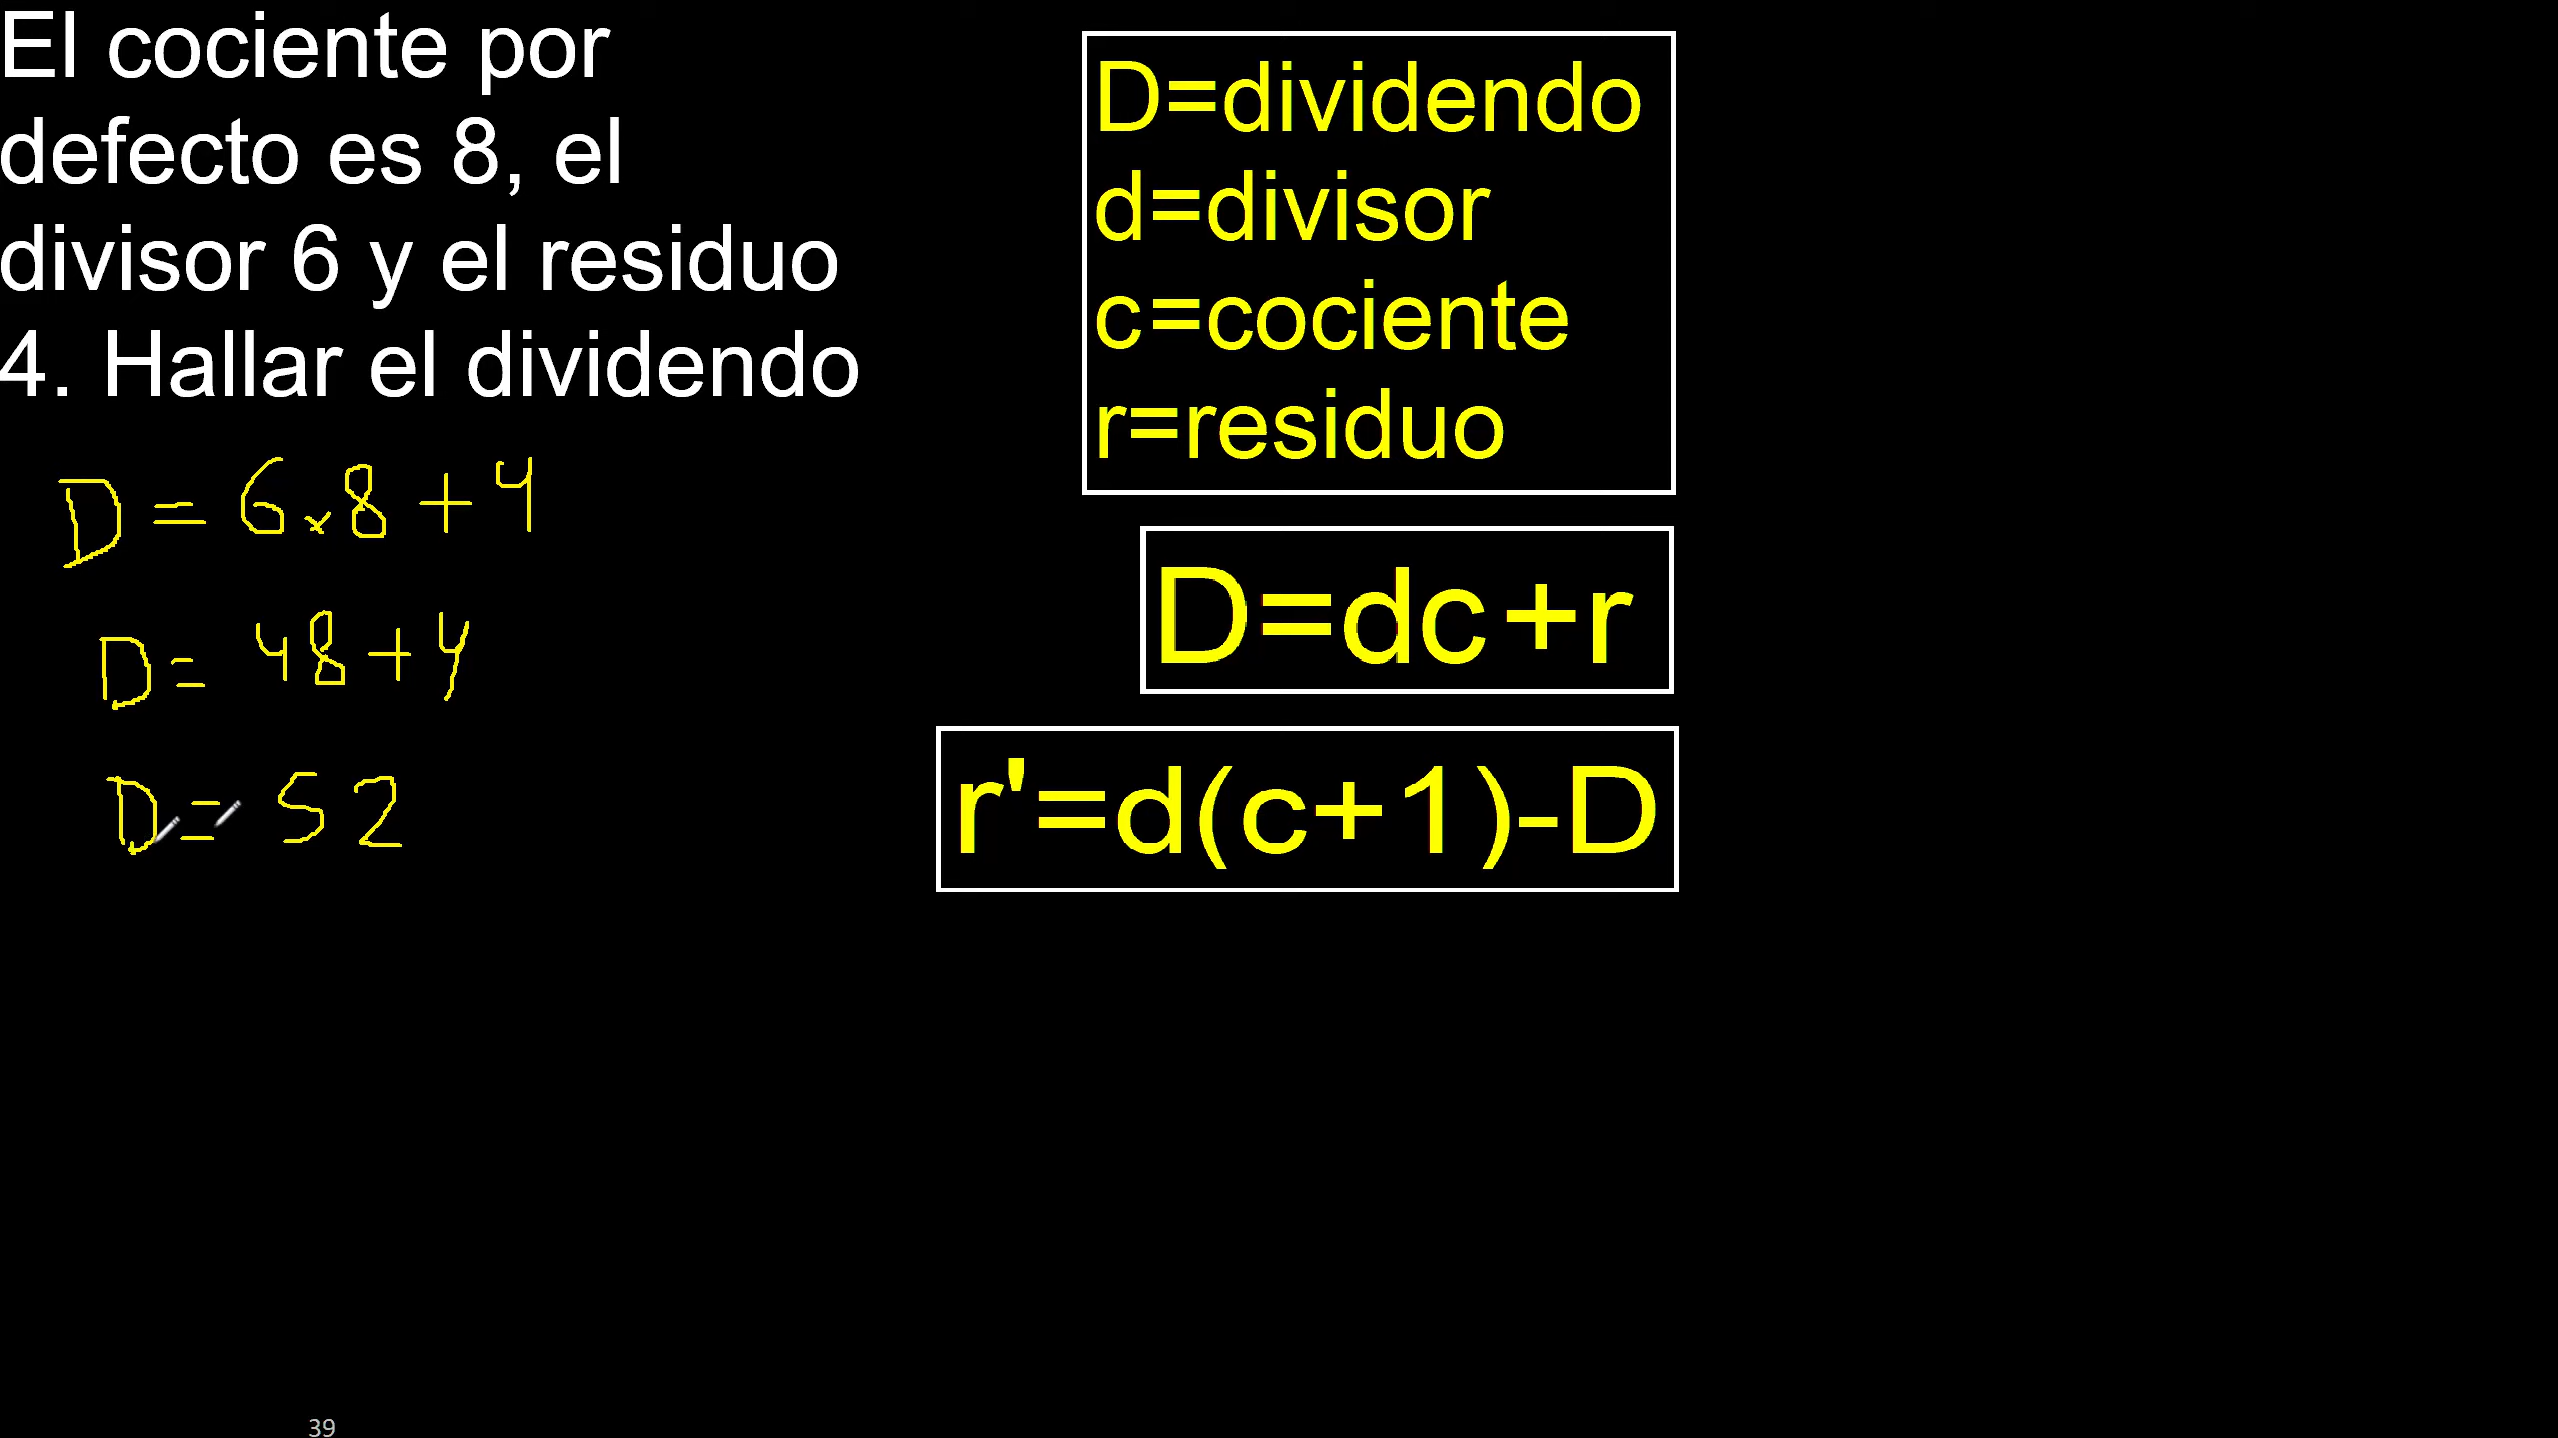 El cociente por
defecto es 8, el
divisor 6 y el residuo
4. Hallar el dividendo
D = 6x8+4
D= 48+4
D= 52
D=dividendo
d=divisor
c=cociente
r=residuo
D=dc+r
r'=d(c+1)-D
39